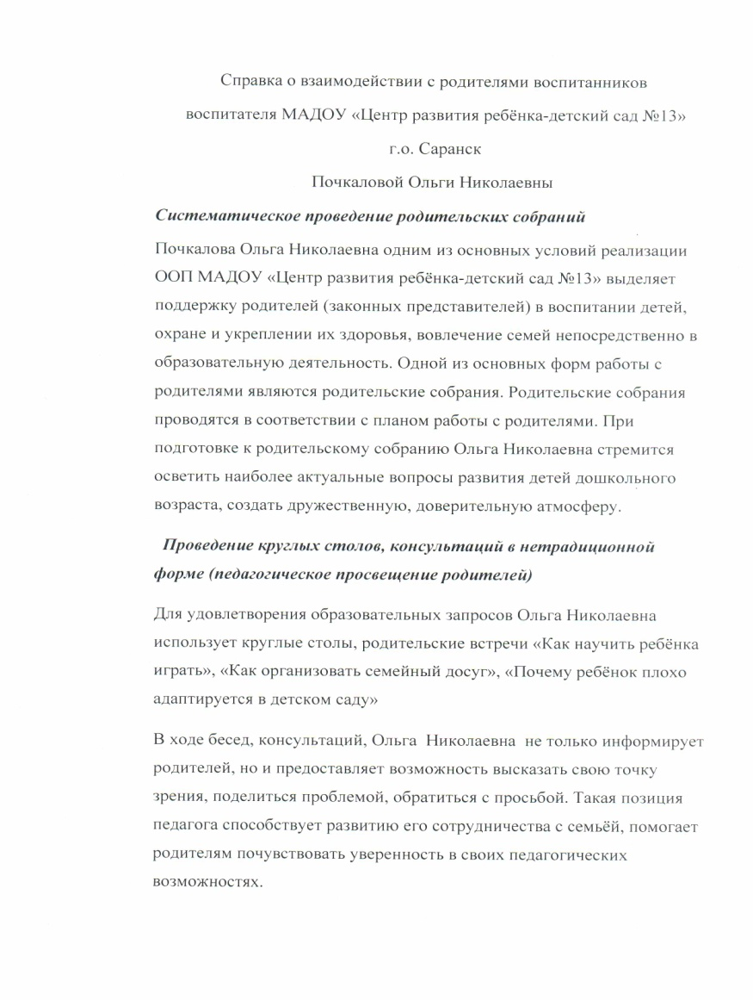 Справка о взаимодействии с родителями воспитанников
воспитателя МАДОУ «Центр развития ребёнка-детский сад №13»
г.о. Саранск
Почкаловой Ольги Николаевны
Систематическое проведение родительских собраний
Почкалова Ольга Николаевна одним из основных условий реализации
ООП МАДОУ «Центр развития ребёнка-детский сад №13» выделяет
поддержку родителей (законных представителей) в воспитании детей,
охране и укреплении их здоровья, вовлечение семей непосредственно в
образовательную деятельность. Одной из основных форм работы с
родителями являются родительские собрания. Родительские собрания
проводятся в соответствии с планом работы с родителями. При
подготовке к родительскому собранию Ольга Николаевна стремится
осветить наиболее актуальные вопросы развития детей дошкольного
возраста, создать дружественную, доверительную атмосферу.
Проведение круглых столов, консультаций в нетрадиционной
форме (педагогическое просвещение родителей)
Для удовлетворения образовательных запросов Ольга Николаевна
использует круглые столы, родительские встречи «Как научить ребёнка
играть», «Как организовать семейный досуг», «Почему ребёнок плохо
адаптируется в детском саду»
В ходе бесед, консультаций, Ольга Николаевна не только информирует
родителей, но и предоставляет возможность высказать свою точку
зрения, поделиться проблемой, обратиться с просьбой. Такая позиция
педагога способствует развитию его сотрудничества с семьёй, помогает
родителям почувствовать уверенность в своих педагогических
возможностях.